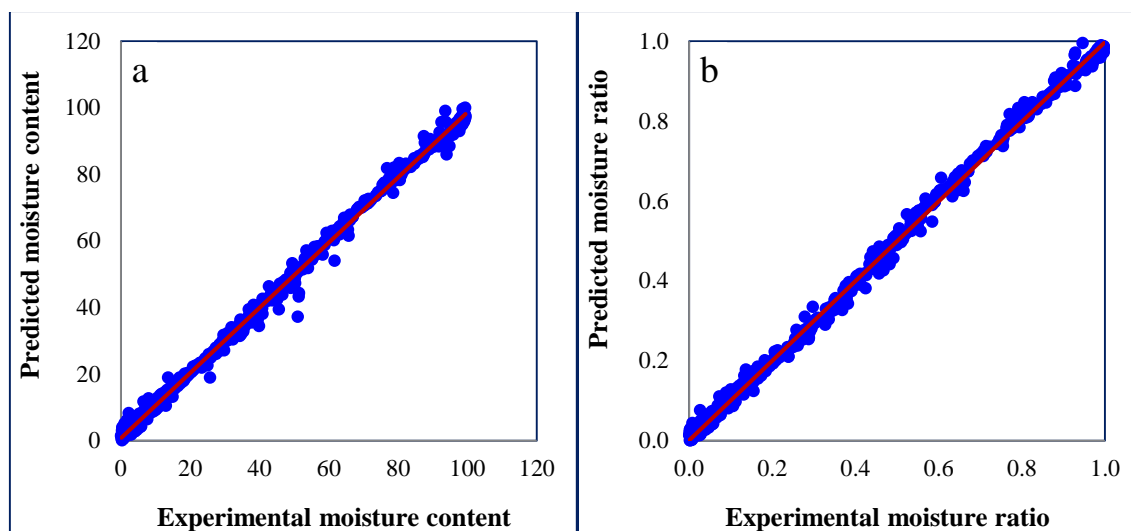 a
Predicted moisture content
120
100
80
60
40
20
0
0 20 40 60 80 100 120
Experimental moisture content
b
Predicted moisture ratio
1.0
0.8
0.6
0.4
0.2
0.0
0.0 0.2 0.4 0.6 0.8 1.0
Experimental moisture ratio